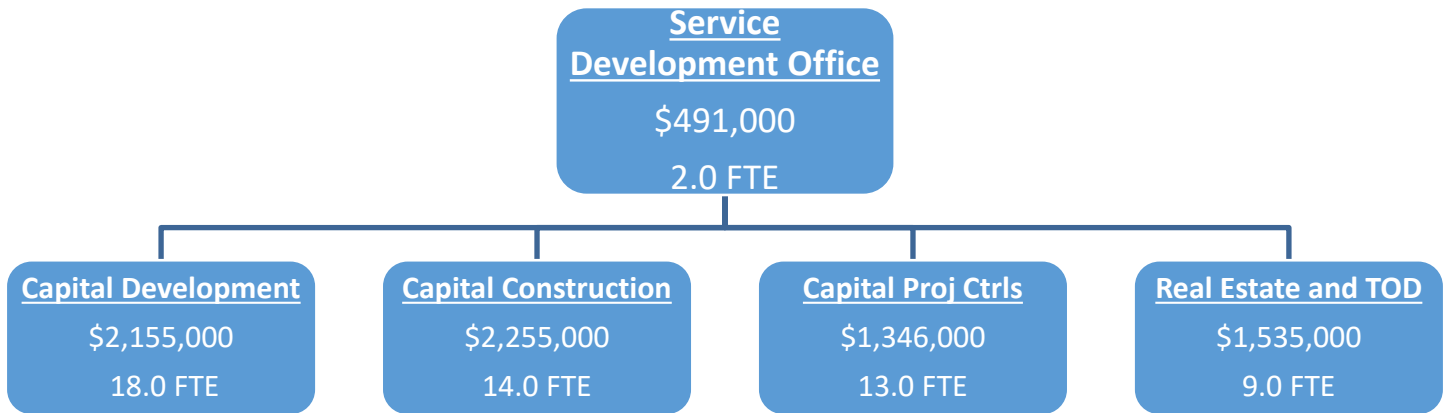 Service
Development Office
$491,000
2.0 FTE
Capital Development
$2,155,000
18.0 FTE
Capital Construction
$2,255,000
14.0 FTE
Capital Proj Ctrls
$1,346,000
13.0 FTE
Real Estate and TOD
$1,535,000
9.0 FTE